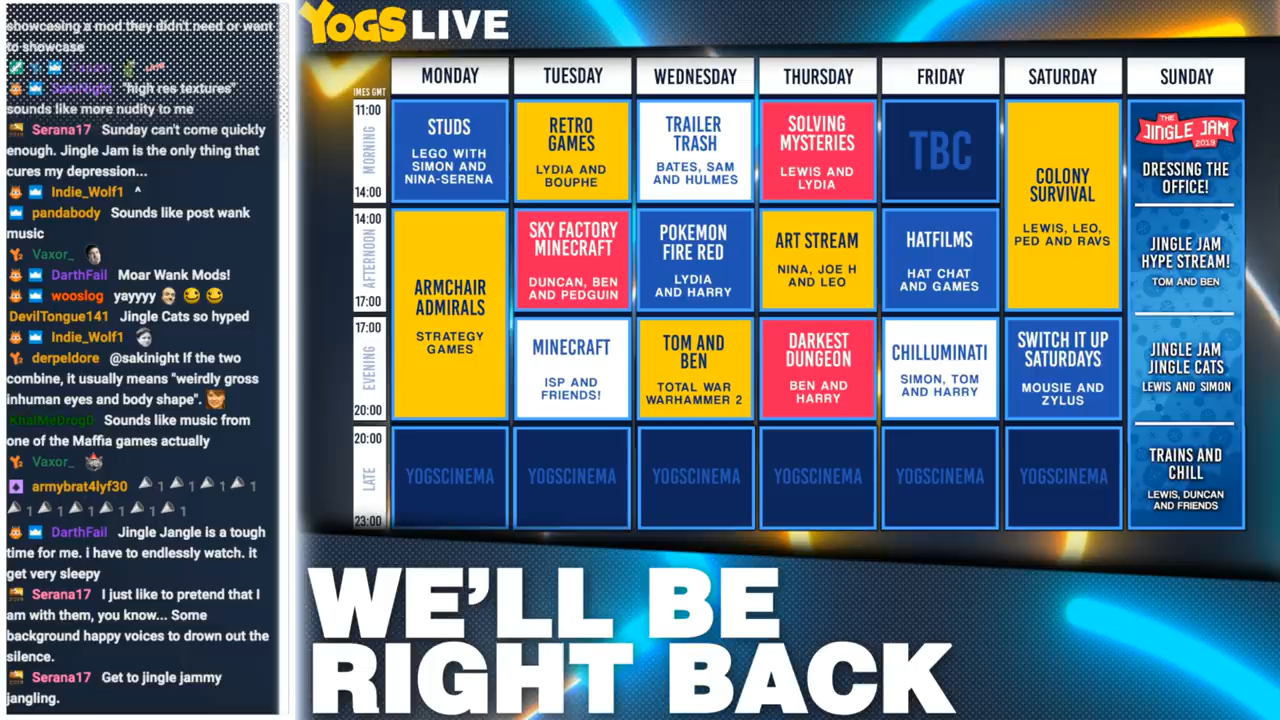 showcasing a mod they didn't need or want
to showcase
"high res textures"
sounds like more nudity to me
Serana17 Sunday can't come quickly
enough. Jingle Jam is the only thing that
cures my depression...
Indie_Wolf1 ^
pandabody Sounds like post wank
music
Vaxor_
DarthFail Moar Wank Mods!
wooslog yayyyy
DevilTongue141 Jingle Cats so hyped
Indie_Wolf1
derpeldore @sakinight If the two
combine, it usually means "weirdly gross
inhuman eyes and body shape".
KhalMeDrogo Sounds like music from
one of the Maffia games actually
Vaxor_
armybrat4lyf30 1 1 1 1
1 1 1 1 1 1
DarthFail Jingle Jangle is a tough
time for me. i have to endlessly watch. it
get very sleepy
Serana17 I just like to pretend that I
am with them, you know... Some
background happy voices to drown out the
silence.
Serana17 Get to jingle jammy
jangling.
YOGS LIVE
MONDAY TUESDAY WEDNESDAY THURSDAY FRIDAY SATURDAY SUNDAY
IMES GMT
11:00
MORNING
14:00
STUDS
LEGO WITH
SIMON AND
NINA-SERENA
RETRO
GAMES
LYDIA AND
BOUPHE
TRAILER
TRASH
BATES, SAM
AND HULMES
SOLVING
MYSTERIES
LEWIS AND
LYDIA
TBC
COLONY
SURVIVAL
LEWIS, LEO,
PED AND RAVS
THE
JINGLE JAM
2019
DRESSING THE
OFFICE!
14:00
AFTERNOON
17:00
ARMCHAIR
ADMIRALS
STRATEGY
GAMES
SKY FACTORY
MINECRAFT
DUNCAN, BEN
AND PEDGUIN
POKEMON
FIRE RED
LYDIA
AND HARRY
ART STREAM
NINA, JOE H
AND LEO
HATFILMS
HAT CHAT
AND GAMES
JINGLE JAM
HYPE STREAM!
TOM AND BEN
17:00
EVENING
20:00
MINECRAFT
ISP AND
FRIENDS!
TOM AND
BEN
TOTAL WAR
WARHAMMER 2
DARKEST
DUNGEON
BEN AND
HARRY
CHILLUMINATI
SIMON, TOM
AND HARRY
SWITCH IT UP
SATURDAYS
MOUSIE AND
ZYLUS
JINGLE JAM
JINGLE CATS
LEWIS AND SIMON
20:00
LATE
23:00
YOGSCINEMA YOGSCINEMA YOGSCINEMA YOGSCINEMA YOGSCINEMA YOGSCINEMA
TRAINS AND
CHILL
LEWIS, DUNCAN
AND FRIENDS
WE'LL BE
RIGHT BACK